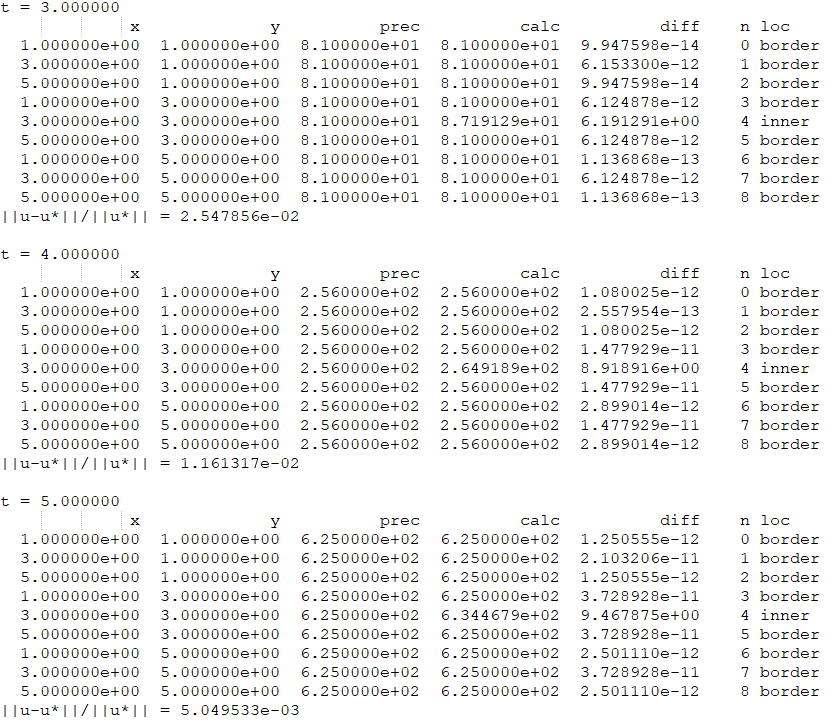 t = 3.000000
x y prec calc diff n loc
1.000000e+00 1.000000e+00 8.100000e+01 8.100000e+01 9.947598e-14 0 border
3.000000e+00 1.000000e+00 8.100000e+01 8.100000e+01 6.153300e-12 1 border
5.000000e+00 1.000000e+00 8.100000e+01 8.100000e+01 9.947598e-14 2 border
1.000000e+00 3.000000e+00 8.100000e+01 8.100000e+01 6.124878e-12 3 border
3.000000e+00 3.000000e+00 8.100000e+01 8.719129e+01 6.191291e+00 4 inner
5.000000e+00 3.000000e+00 8.100000e+01 8.100000e+01 6.124878e-12 5 border
1.000000e+00 5.000000e+00 8.100000e+01 8.100000e+01 1.136868e-13 6 border
3.000000e+00 5.000000e+00 8.100000e+01 8.100000e+01 6.124878e-12 7 border
5.000000e+00 5.000000e+00 8.100000e+01 8.100000e+01 1.136868e-13 8 border
||u-u*||/||u*|| = 2.547856e-02
t = 4.000000
x y prec calc diff n loc
1.000000e+00 1.000000e+00 2.560000e+02 2.560000e+02 1.080025e-12 0 border
3.000000e+00 1.000000e+00 2.560000e+02 2.560000e+02 2.557954e-13 1 border
5.000000e+00 1.000000e+00 2.560000e+02 2.560000e+02 1.080025e-12 2 border
1.000000e+00 3.000000e+00 2.560000e+02 2.560000e+02 1.477929e-11 3 border
3.000000e+00 3.000000e+00 2.560000e+02 2.649189e+02 8.918916e+00 4 inner
5.000000e+00 3.000000e+00 2.560000e+02 2.560000e+02 1.477929e-11 5 border
1.000000e+00 5.000000e+00 2.560000e+02 2.560000e+02 2.899014e-12 6 border
3.000000e+00 5.000000e+00 2.560000e+02 2.560000e+02 1.477929e-11 7 border
5.000000e+00 5.000000e+00 2.560000e+02 2.560000e+02 2.899014e-12 8 border
||u-u*||/||u*|| = 1.161317e-02
t = 5.000000
x y prec calc diff n loc
1.000000e+00 1.000000e+00 6.250000e+02 6.250000e+02 1.250555e-12 0 border
3.000000e+00 1.000000e+00 6.250000e+02 6.250000e+02 2.103206e-11 1 border
5.000000e+00 1.000000e+00 6.250000e+02 6.250000e+02 1.250555e-12 2 border
1.000000e+00 3.000000e+00 6.250000e+02 6.250000e+02 3.728928e-11 3 border
3.000000e+00 3.000000e+00 6.250000e+02 6.344679e+02 9.467875e+00 4 inner
5.000000e+00 3.000000e+00 6.250000e+02 6.250000e+02 3.728928e-11 5 border
1.000000e+00 5.000000e+00 6.250000e+02 6.250000e+02 2.501110e-12 6 border
3.000000e+00 5.000000e+00 6.250000e+02 6.250000e+02 3.728928e-11 7 border
5.000000e+00 5.000000e+00 6.250000e+02 6.250000e+02 2.501110e-12 8 border
||u-u*||/||u*|| = 5.049533e-03